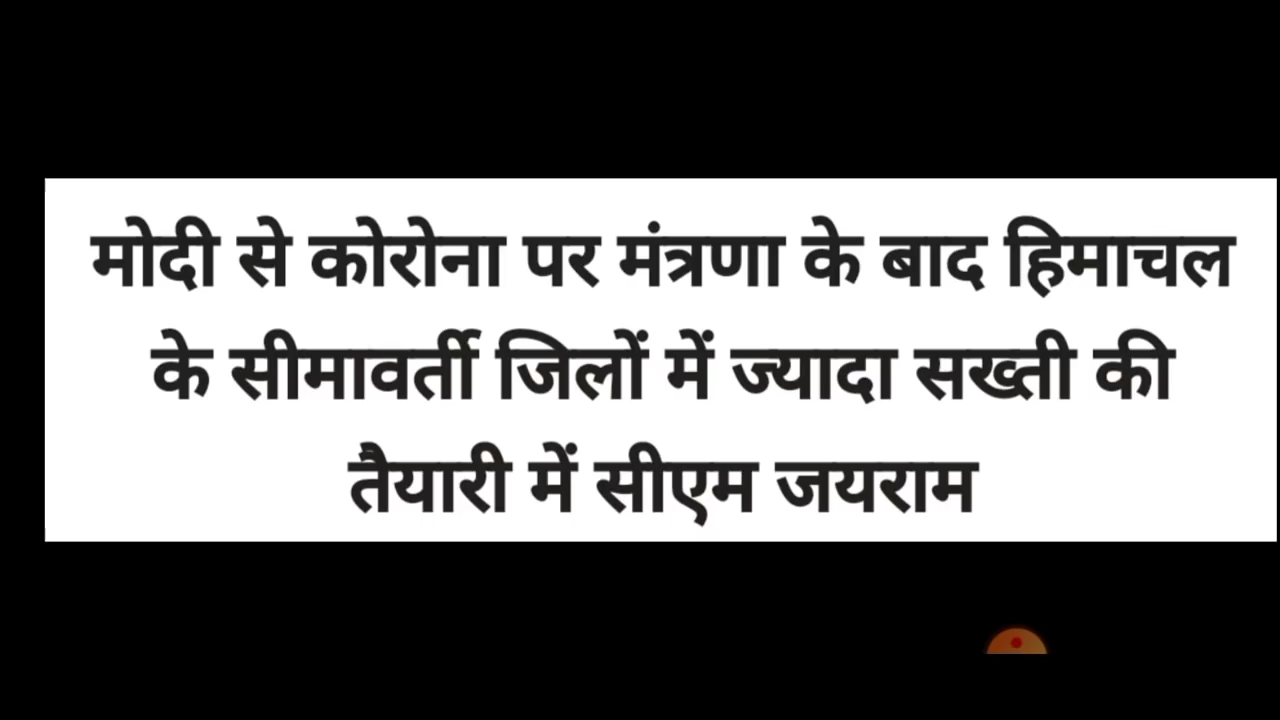 मोदी से कोरोना पर मंत्रणा के बाद हिमाचल
के सीमावर्ती जिलों में ज्यादा सख्ती की
तैयारी में सीएम जयराम